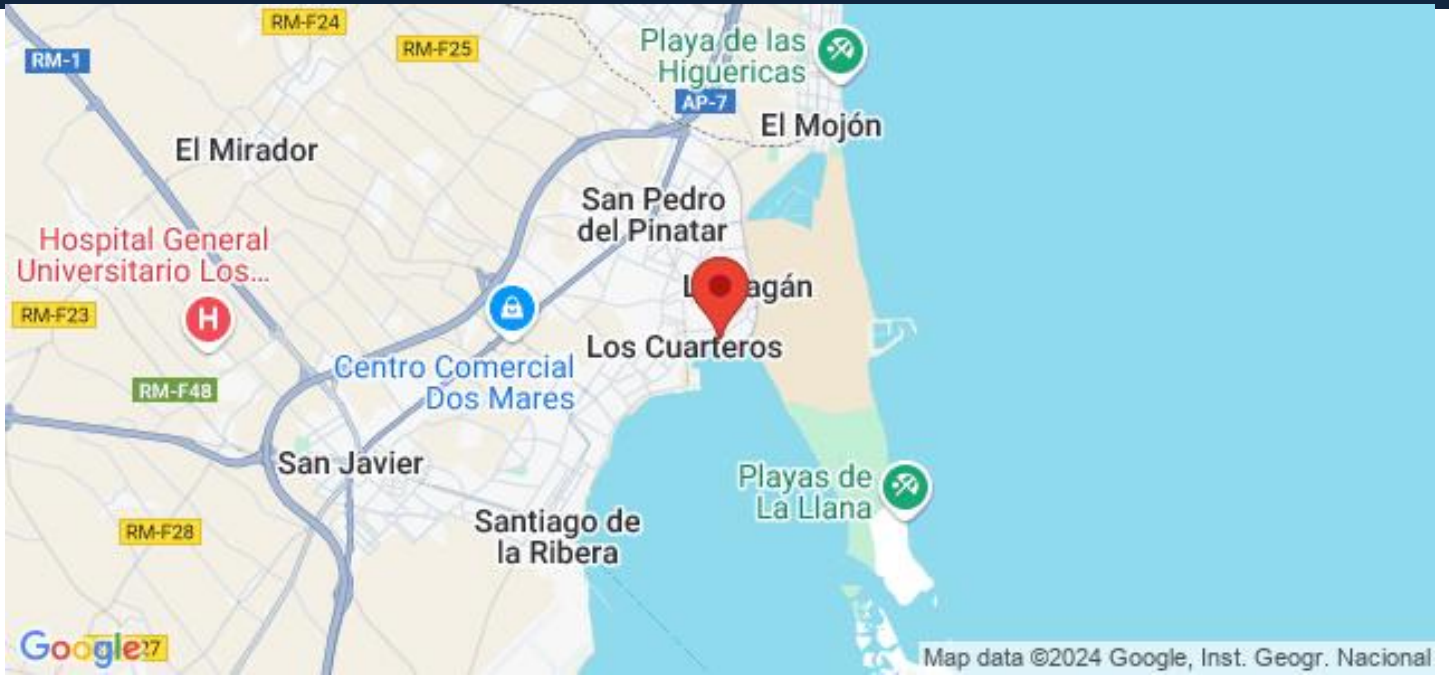 RM-F24
RM-1
RM-F25
Playa de las
Higuericas
AP-7
El Mojón
El Mirador
San Pedro
del Pinatar
Hospital General
Universitario Los...
H
L agán
RM-F23
Los Cuarteros
Centro Comercial
Dos Mares
RM-F48
San Javier
Playas de
La Llana
Santiago de
la Ribera
RM-F28
Google
Map data ©2024 Google, Inst. Geogr. Nacional